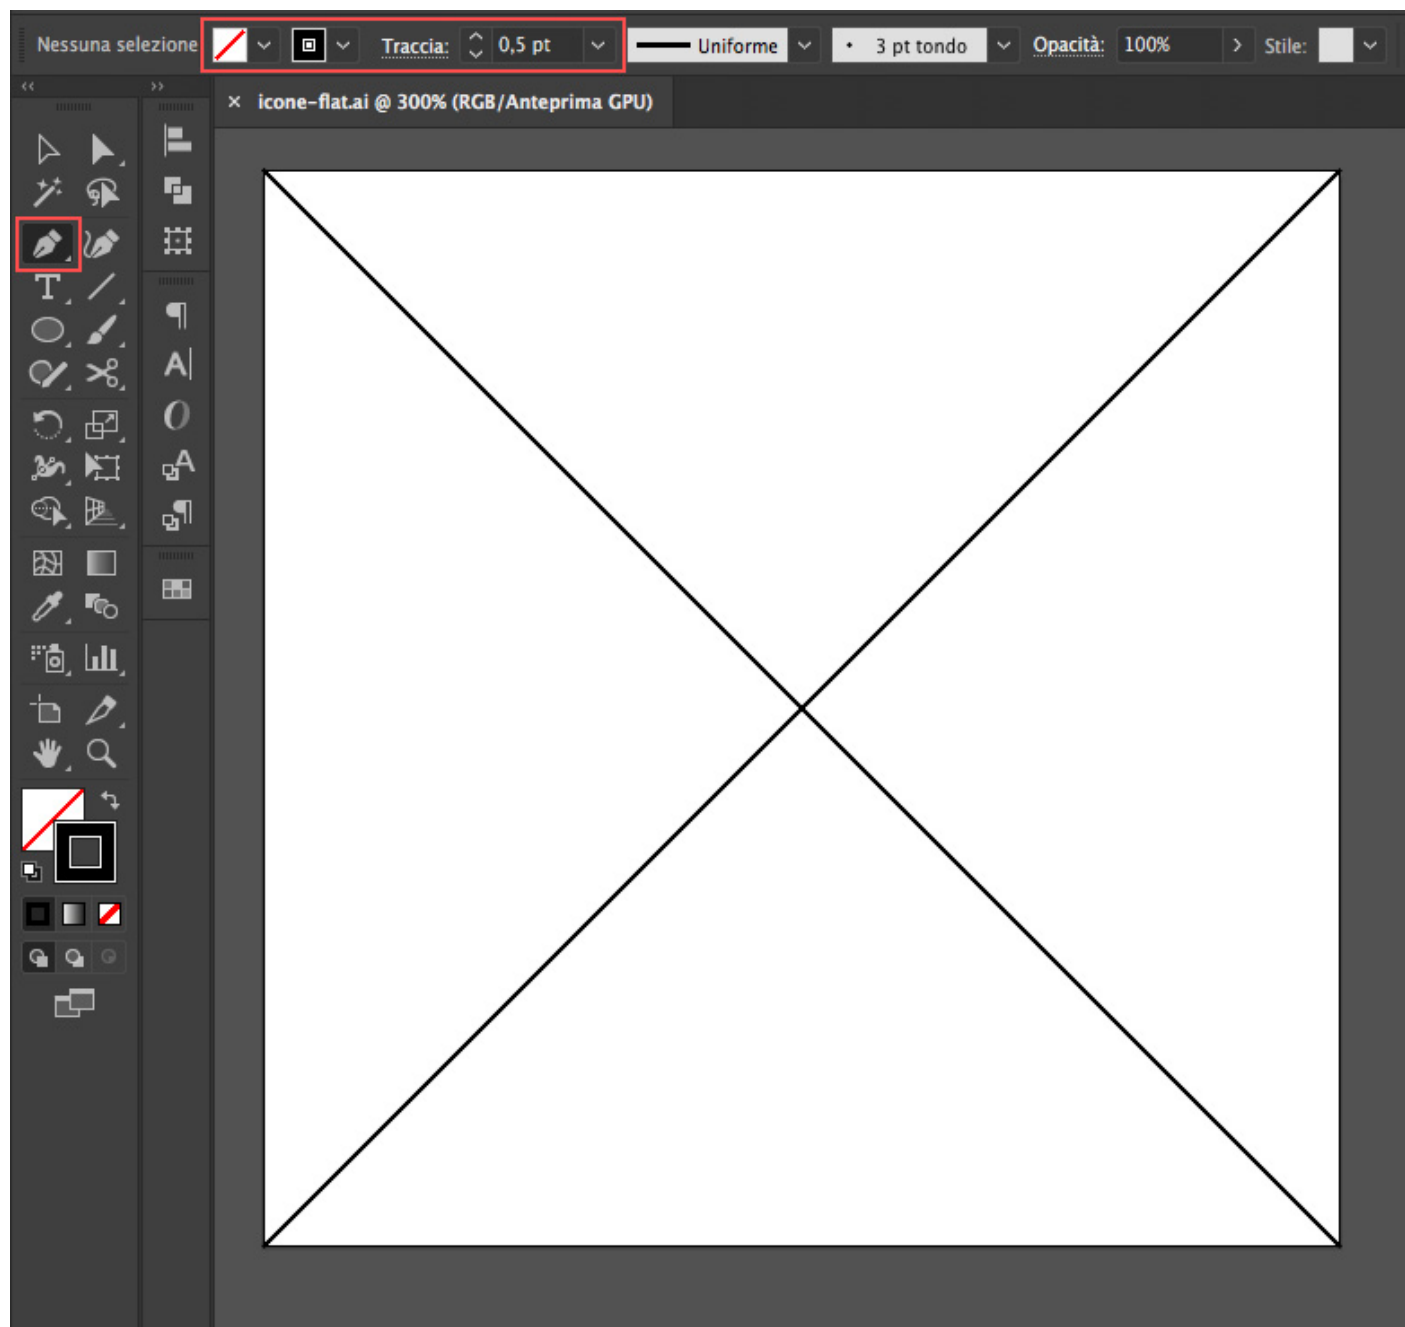 Nessuna selezione Traccia: 0,5 pt Uniforme 3 pt tondo Opacità: 100% Stile:
icone-flat.ai @ 300% (RGB/Anteprima GPU)